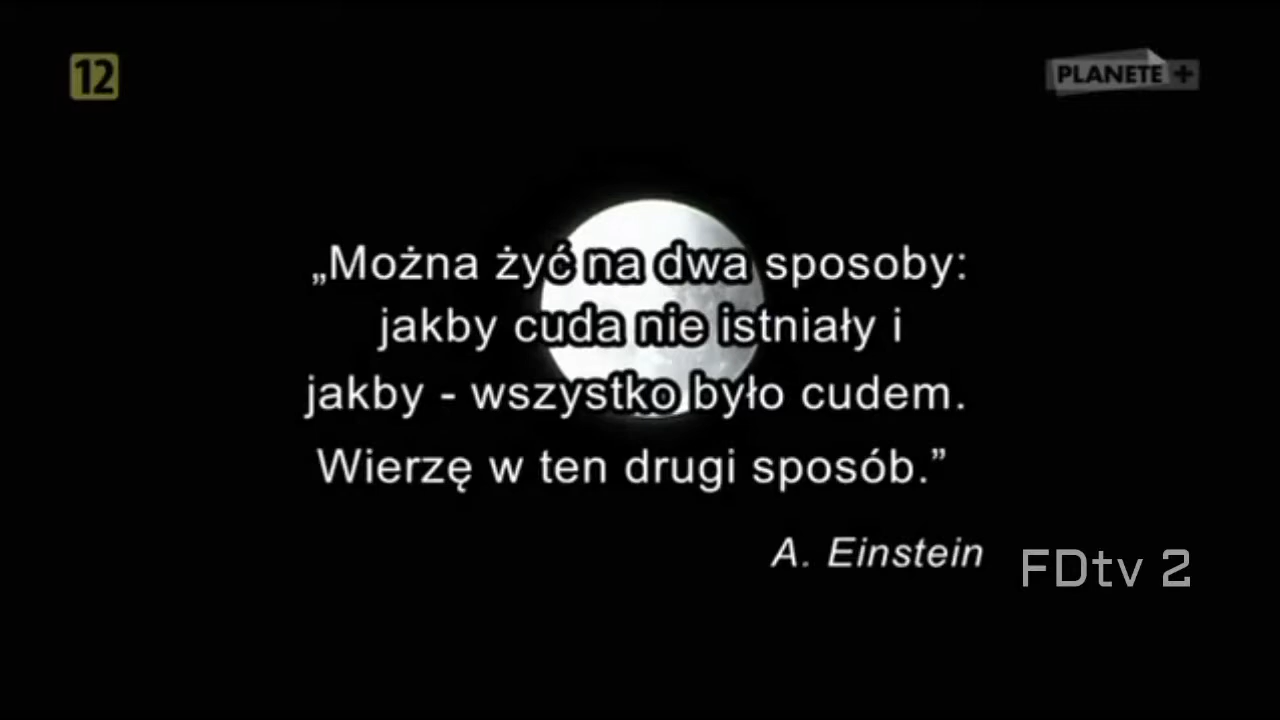 12
PLANETE +
„Można żyć na dwa sposoby:
jakby cuda nie istniały i
jakby - wszystko było cudem.
Wierzę w ten drugi sposób.”
A. Einstein
FDtv 2